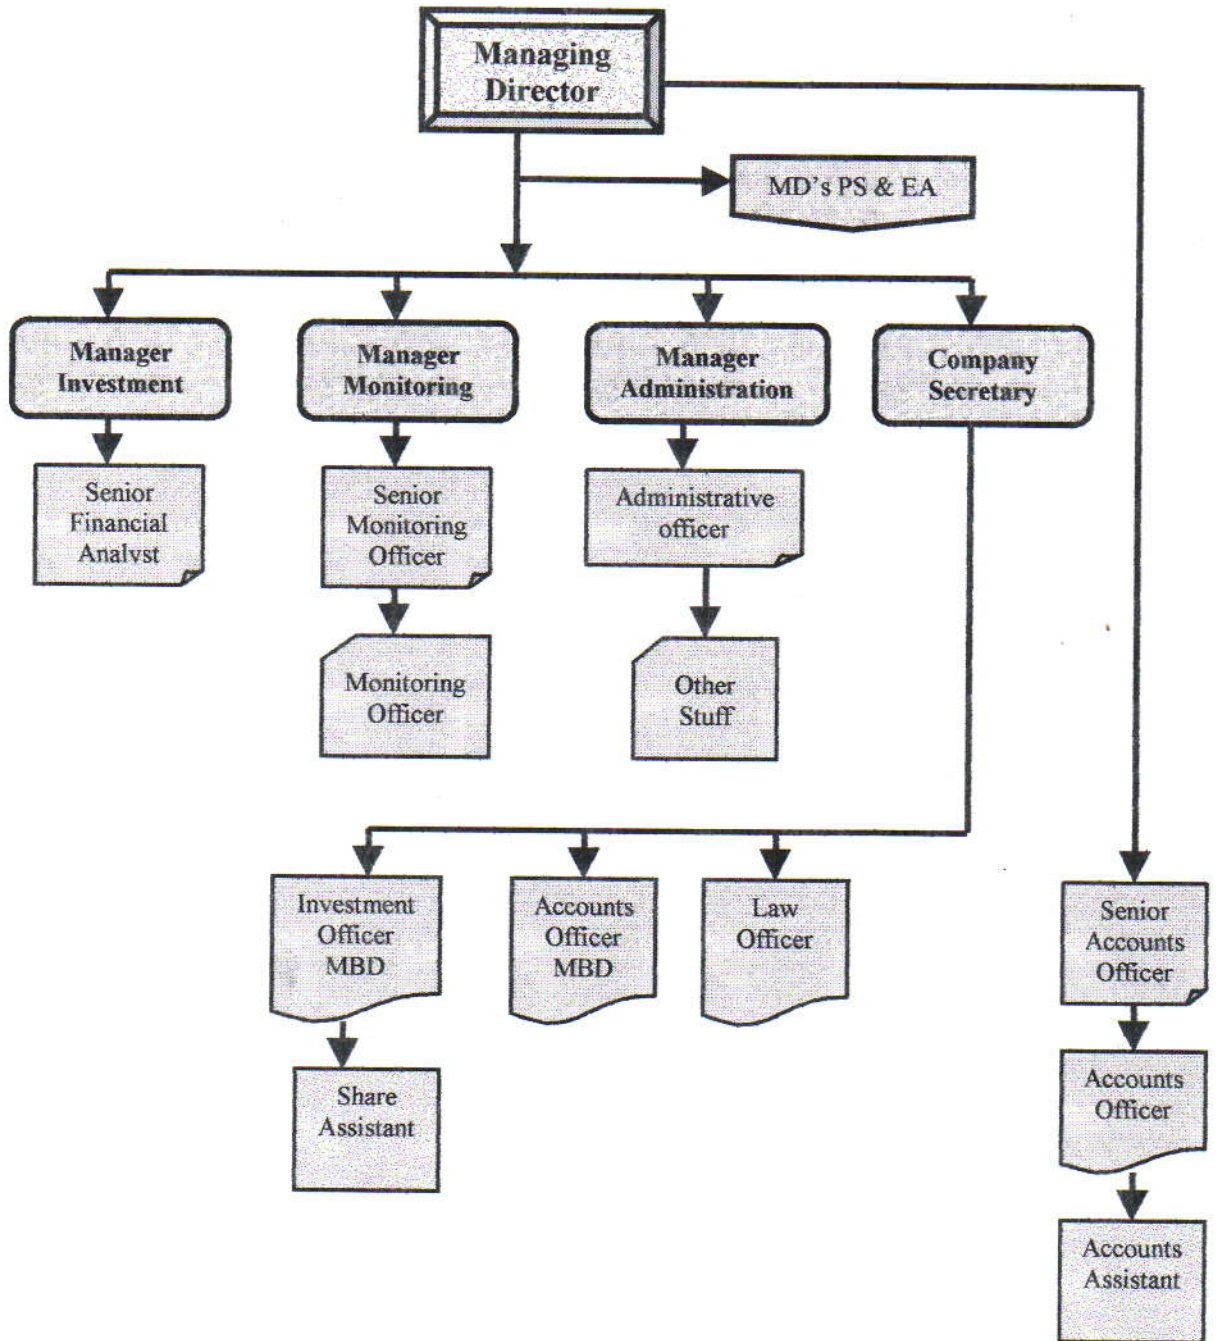 Managing
Director
MD's PS & EA
Manager
Investment
Manager
Monitoring
Manager
Administration
Company
Secretary
Senior
Financial
Analyst
Senior
Monitoring
Officer
Administrative
officer
Monitoring
Officer
Other
Stuff
Investment
Officer
MBD
Accounts
Officer
MBD
Law
Officer
Senior
Accounts
Officer
Share
Assistant
Accounts
Officer
Accounts
Assistant